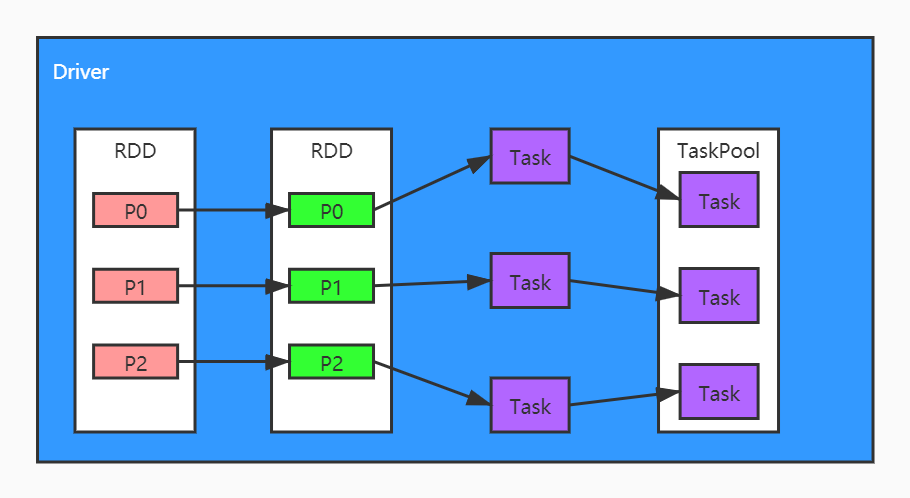 Driver
RDD
P0
P1
P2
RDD
P0
P1
P2
Task
Task
Task
TaskPool
Task
Task
Task